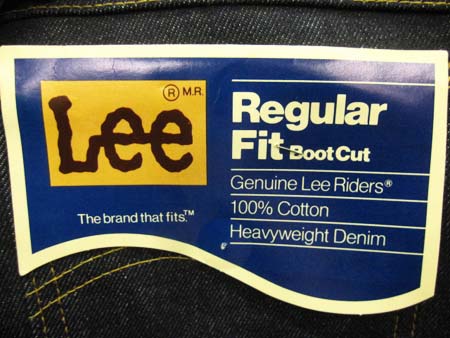 ® M.R.
Lee
The brand that fits.™
Regular
Fit Boot Cut
Genuine Lee Riders®
100% Cotton
Heavyweight Denim